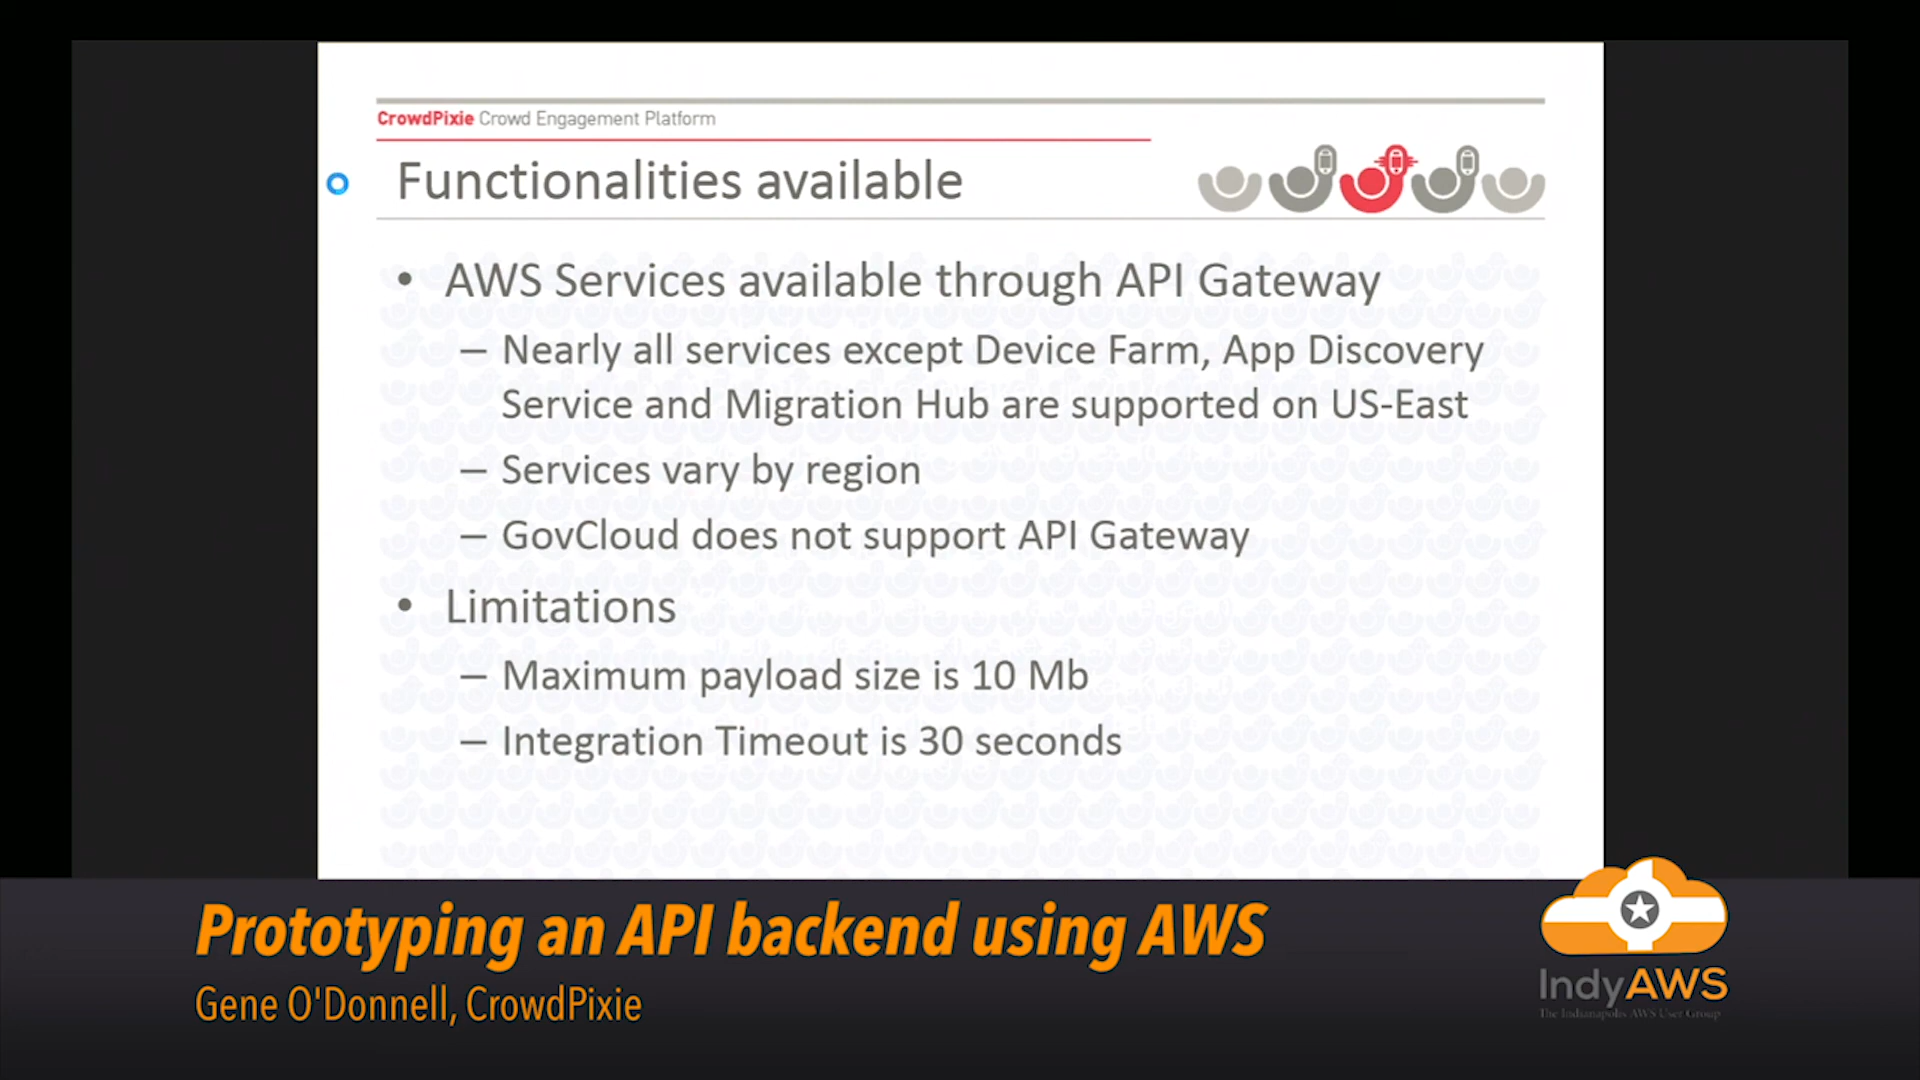 CrowdPixie Crowd Engagement Platform
Functionalities available
• AWS Services available through API Gateway
– Nearly all services except Device Farm, App Discovery
Service and Migration Hub are supported on US-East
– Services vary by region
– GovCloud does not support API Gateway
• Limitations
– Maximum payload size is 10 Mb
– Integration Timeout is 30 seconds
Prototyping an API backend using AWS
Gene O'Donnell, CrowdPixie
IndyAWS
The Indianapolis AWS User Group